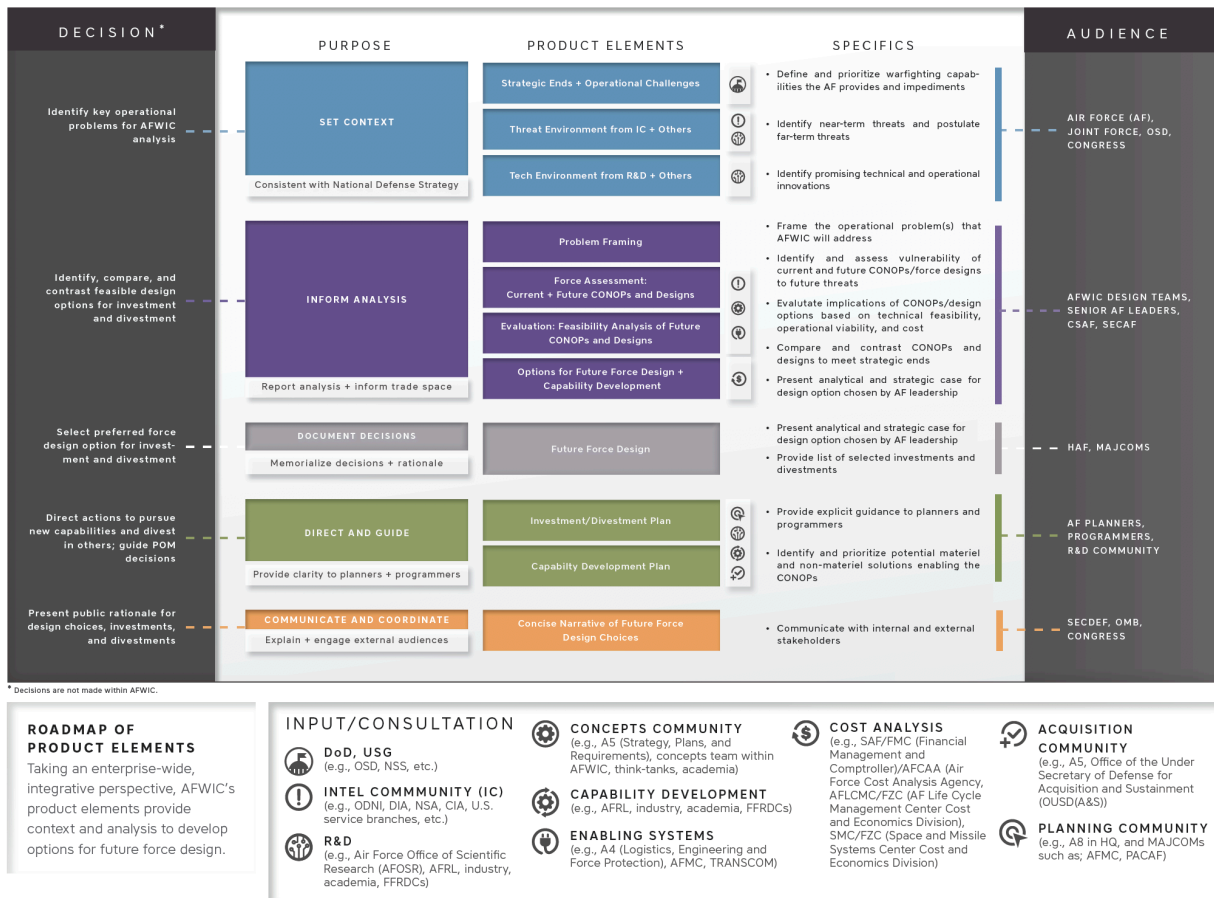 DECISION*
PURPOSE
PRODUCT ELEMENTS
SPECIFICS
AUDIENCE
Identify key operational
problems for AFWIC
analysis
SET CONTEXT
Consistent with National Defense Strategy
Strategic Ends + Operational Challenges
Threat Environment from IC + Others
Tech Environment from R&D + Others
• Define and prioritize warfighting capab-
ilities the AF provides and impediments
• Identify near-term threats and postulate
far-term threats
• Identify promising technical and operational
innovations
AIR FORCE (AF),
JOINT FORCE, OSD,
CONGRESS
Identify, compare, and
contrast feasible design
options for investment
and divestment
INFORM ANALYSIS
Report analysis + inform trade space
Problem Framing
Force Assessment:
Current + Future CONOPs and Designs
Evaluation: Feasibility Analysis of Future
CONOPs and Designs
Options for Future Force Design +
Capability Development
• Frame the operational problem(s) that
AFWIC will address
• Identify and assess vulnerability of
current and future CONOPs/force designs
to future threats
• Evalutate implications of CONOPs/design
options based on technical feasibility,
operational viability, and cost
• Compare and contrast CONOPs and
designs to meet strategic ends
• Present analytical and strategic case for
design option chosen by AF leadership
AFWIC DESIGN TEAMS,
SENIOR AF LEADERS,
CSAF, SECAF
Select preferred force
design option for invest-
ment and divestment
DOCUMENT DECISIONS
Memorialize decisions + rationale
Future Force Design
• Present analytical and strategic case for
design option chosen by AF leadership
• Provide list of selected investments and
divestments
HAF, MAJCOMS
Direct actions to pursue
new capabilities and divest
in others; guide POM
decisions
DIRECT AND GUIDE
Provide clarity to planners + programmers
Investment/Divestment Plan
Capabilty Development Plan
• Provide explicit guidance to planners and
programmers
• Identify and prioritize potential materiel
and non-materiel solutions enabling the
CONOPs
AF PLANNERS,
PROGRAMMERS,
R&D COMMUNITY
Present public rationale for
design choices, investments,
and divestments
COMMUNICATE AND COORDINATE
Explain + engage external audiences
Concise Narrative of Future Force
Design Choices
• Communicate with internal and external
stakeholders
SECDEF, OMB,
CONGRESS
* Decisions are not made within AFWIC.
ROADMAP OF
PRODUCT ELEMENTS
Taking an enterprise-wide,
integrative perspective, AFWIC's
product elements provide
context and analysis to develop
options for future force design.
INPUT/CONSULTATION
DoD, USG
(e.g., OSD, NSS, etc.)
INTEL COMMMUNITY (IC)
(e.g., ODNI, DIA, NSA, CIA, U.S.
service branches, etc.)
R&D
(e.g., Air Force Office of Scientific
Research (AFOSR), AFRL, industry,
academia, FFRDCs)
CONCEPTS COMMUNITY
(e.g., A5 (Strategy, Plans, and
Requirements), concepts team within
AFWIC, think-tanks, academia)
CAPABILITY DEVELOPMENT
(e.g., AFRL, industry, academia, FFRDCs)
ENABLING SYSTEMS
(e.g., A4 (Logistics, Engineering and
Force Protection), AFMC, TRANSCOM)
COST ANALYSIS
(e.g., SAF/FMC (Financial
Management and
Comptroller)/AFCAA (Air
Force Cost Analysis Agency,
AFLCMC/FZC (AF Life Cycle
Management Center Cost
and Economics Division),
SMC/FZC (Space and Missile
Systems Center Cost and
Economics Division)
ACQUISITION
COMMUNITY
(e.g., A5, Office of the Under
Secretary of Defense for
Acquisition and Sustainment
(OUSD(A&S))
PLANNING COMMUNITY
(e.g., A8 in HQ, and MAJCOMs
such as; AFMC, PACAF)